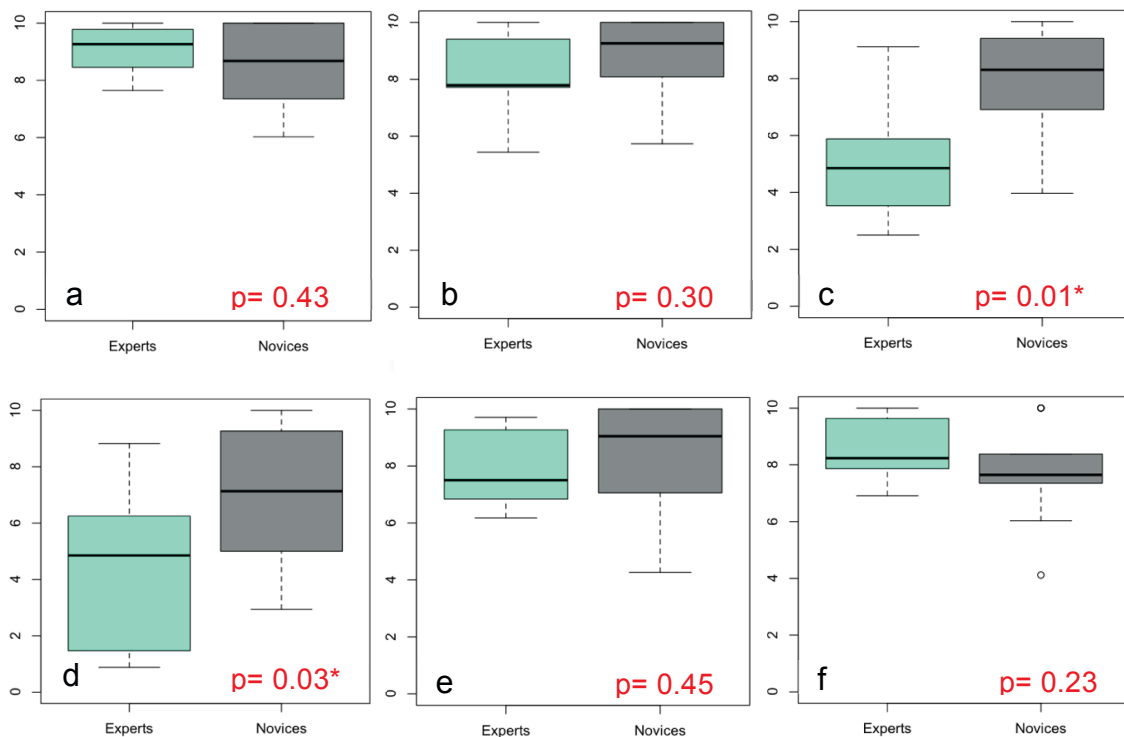 10
8
6
4
2
0
a
p= 0.43
Experts
Novices
10
8
6
4
2
0
b
p= 0.30
Experts
Novices
10
8
6
4
2
0
c
p= 0.01*
Experts
Novices
10
8
6
4
2
0
d
p= 0.03*
Experts
Novices
10
8
6
4
2
0
e
p= 0.45
Experts
Novices
10
8
6
4
2
0
f
p= 0.23
Experts
Novices